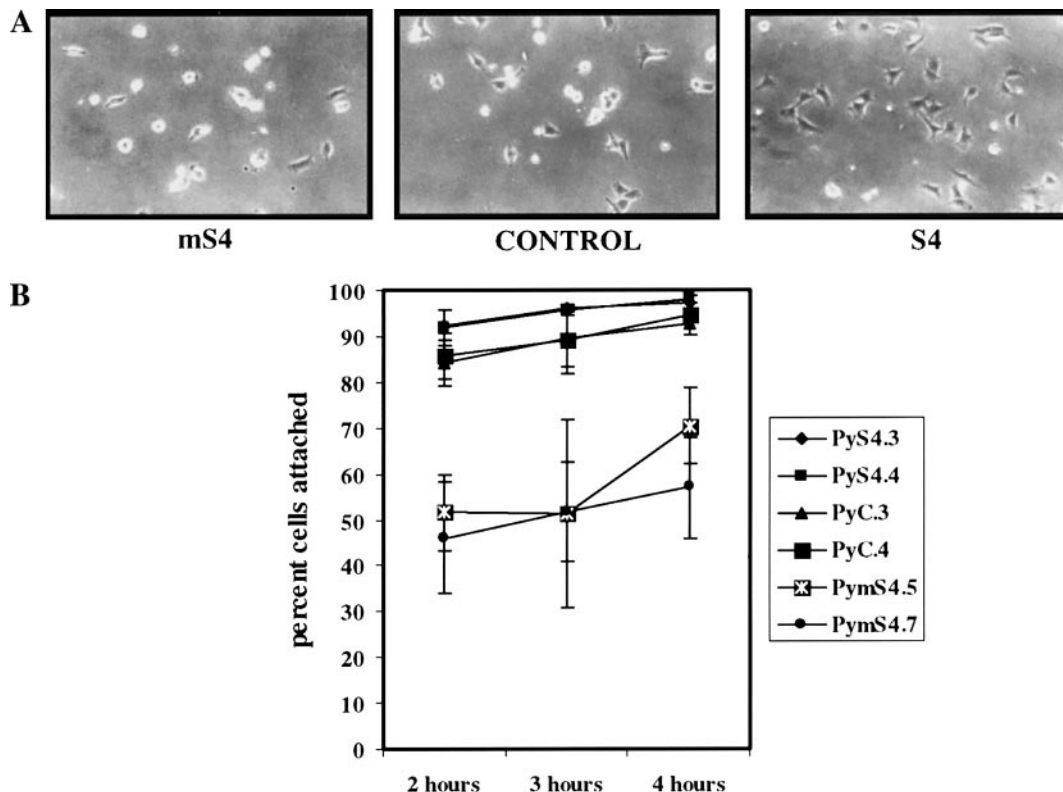 A
mS4
CONTROL
S4
B
percent cells attached
100
90
80
70
60
50
40
30
20
10
0
2 hours
3 hours
4 hours
PyS4.3
PyS4.4
PyC.3
PyC.4
PymS4.5
PymS4.7